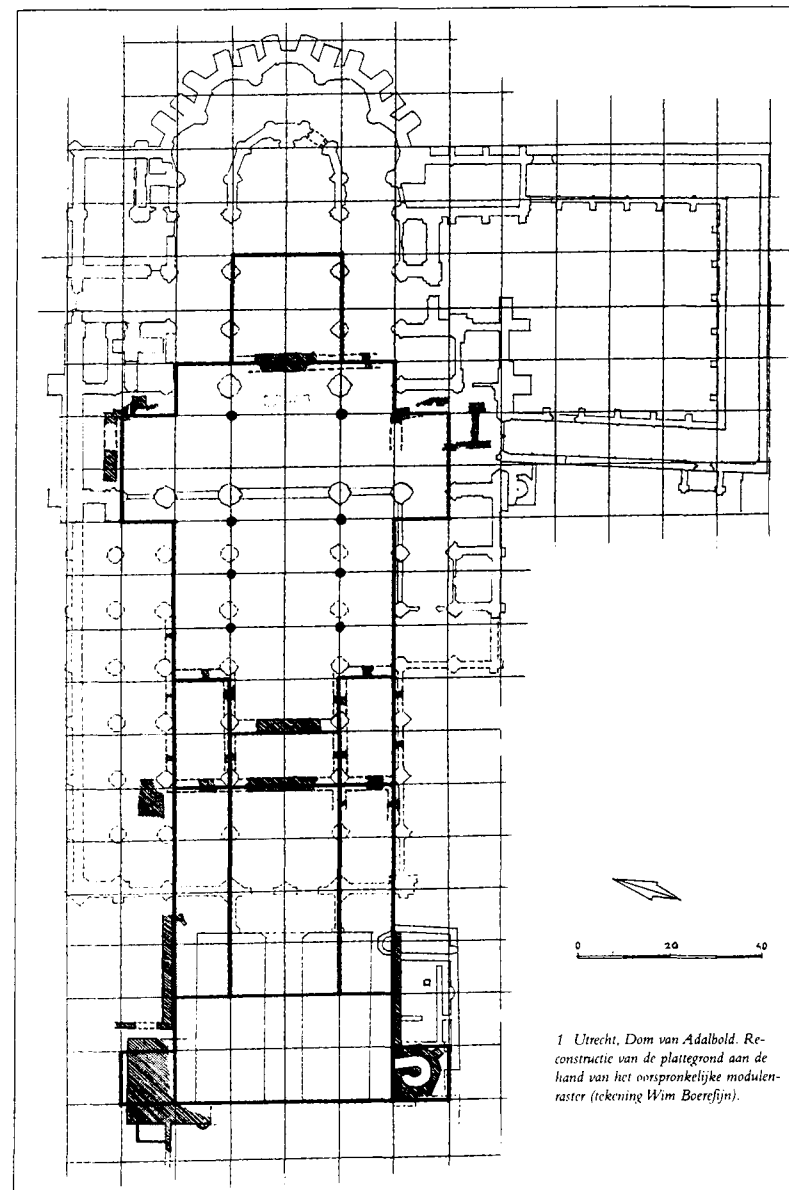 0 20 40
1 Utrecht, Dom van Adalbold. Re-
constructie van de plattegrond aan de
hand van het oorspronkelijke modulen-
raster (tekening Wim Boerefijn).